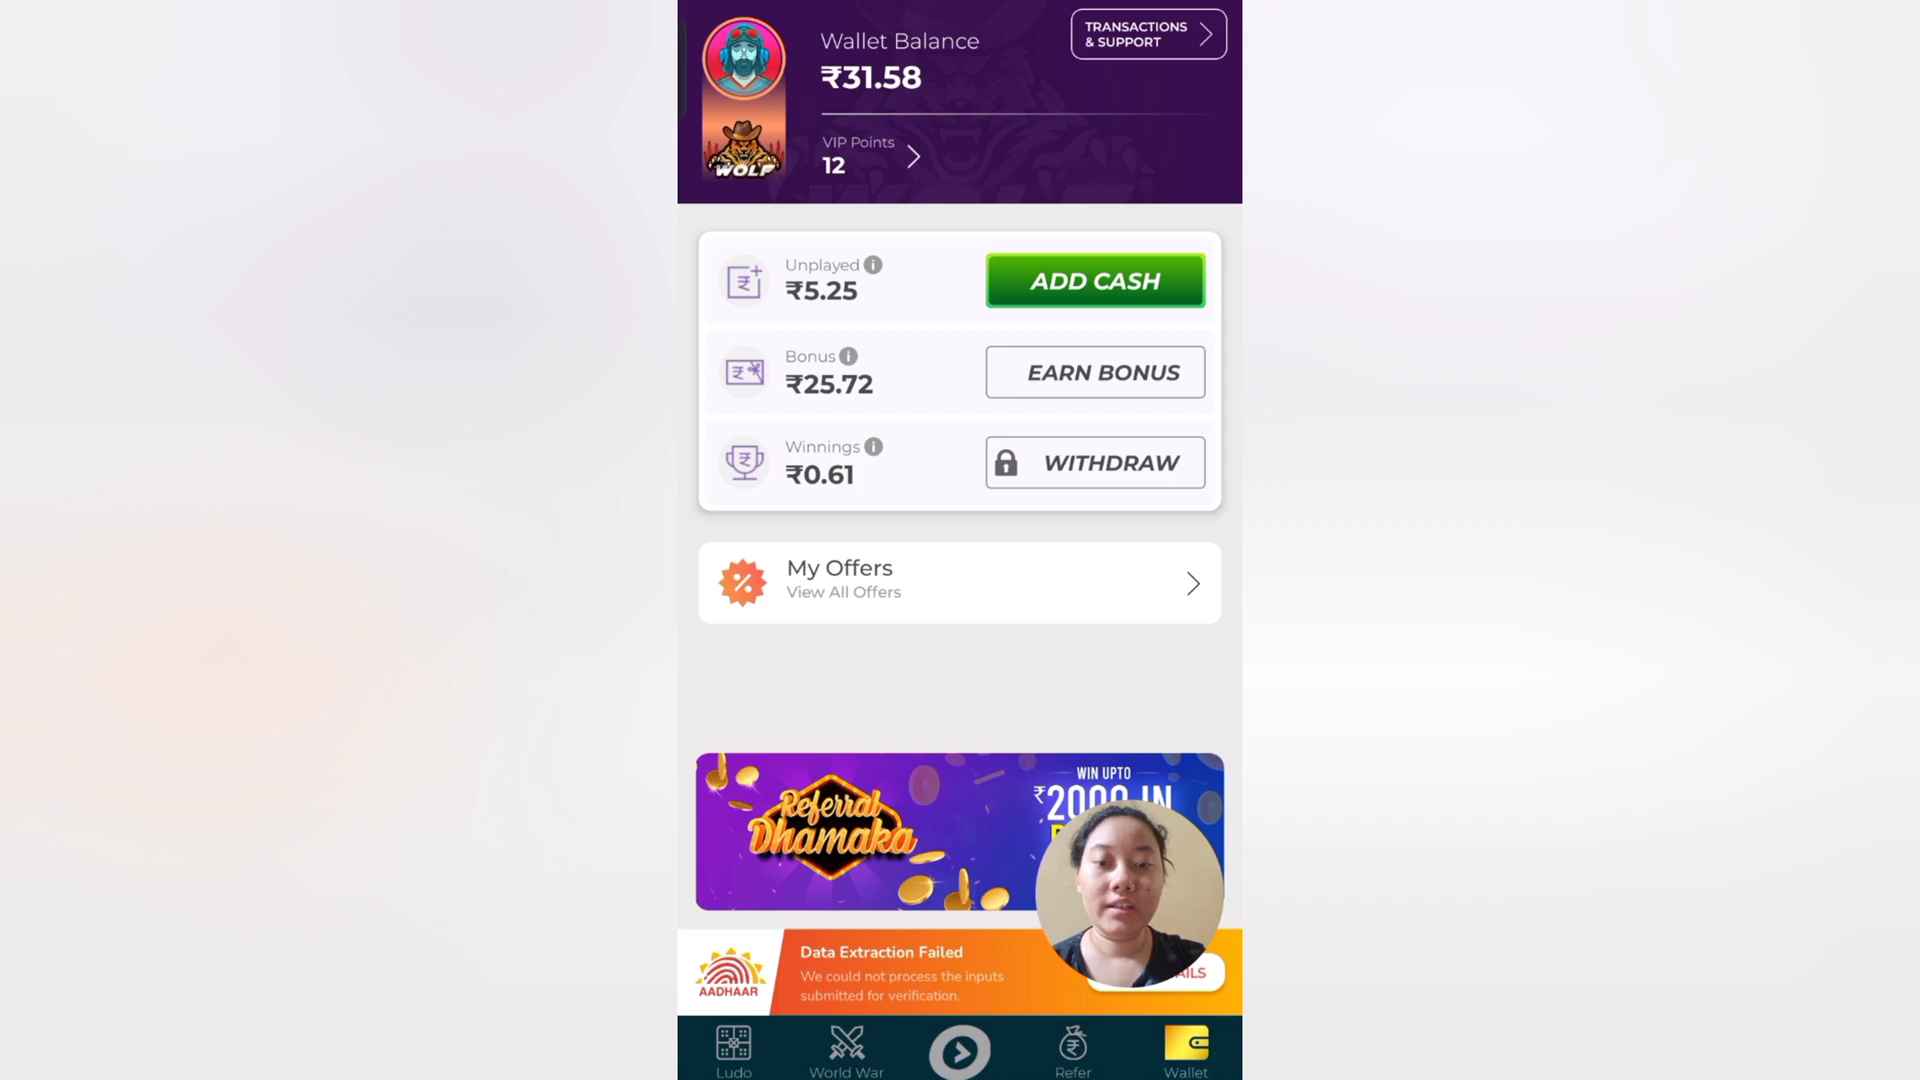 Wallet Balance
₹31.58
TRANSACTIONS
& SUPPORT
VIP Points
12
WOLF
Unplayed
₹5.25
ADD CASH
Bonus
₹25.72
EARN BONUS
Winnings
₹0.61
WITHDRAW
My Offers
View All Offers
Referral
Dhamaka
WIN UPTO
₹2000 IN
AADHAAR
Data Extraction Failed
We could not process the inputs
submitted for verification.
Ludo
World War
Refer
Wallet